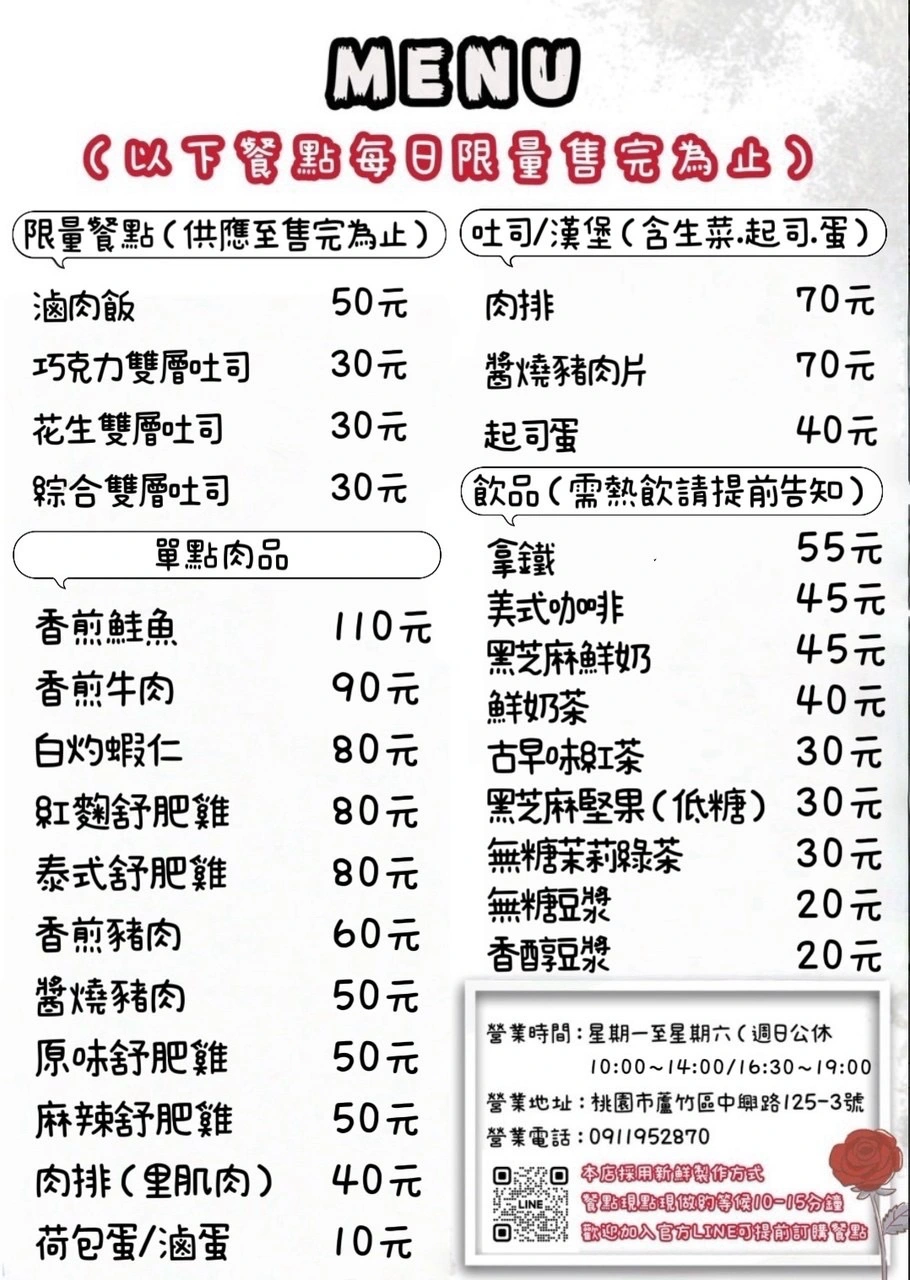 MENU
(以下餐點每日限量售完為止)
限量餐點(供應至售完為止)
滷肉飯 50元
巧克力雙層吐司 30元
花生雙層吐司 30元
綜合雙層吐司 30元
單點肉品
香煎鮭魚 110元
香煎牛肉 90元
白灼蝦仁 80元
紅麴舒肥雞 80元
泰式舒肥雞 80元
香煎豬肉 60元
醬燒豬肉 50元
原味舒肥雞 50元
麻辣舒肥雞 50元
肉排(里肌肉) 40元
荷包蛋/滷蛋 10元
吐司/漢堡(含生菜.起司.蛋)
肉排 70元
醬燒豬肉片 70元
起司蛋 40元
飲品(需熱飲請提前告知)
拿鐵 55元
美式咖啡 45元
黑芝麻鮮奶 45元
鮮奶茶 40元
古早味紅茶 30元
黑芝麻堅果(低糖) 30元
無糖茉莉綠茶 30元
無糖豆漿 20元
香醇豆漿 20元
營業時間:星期一至星期六(週日公休
10:00~14:00/16:30~19:00
營業地址:桃園市蘆竹區中興路125-3號
營業電話:0911952870
LINE
本店採用新鮮製作方式
餐點現點現做約等候10-15分鐘
歡迎加入官方LINE可提前訂購餐點